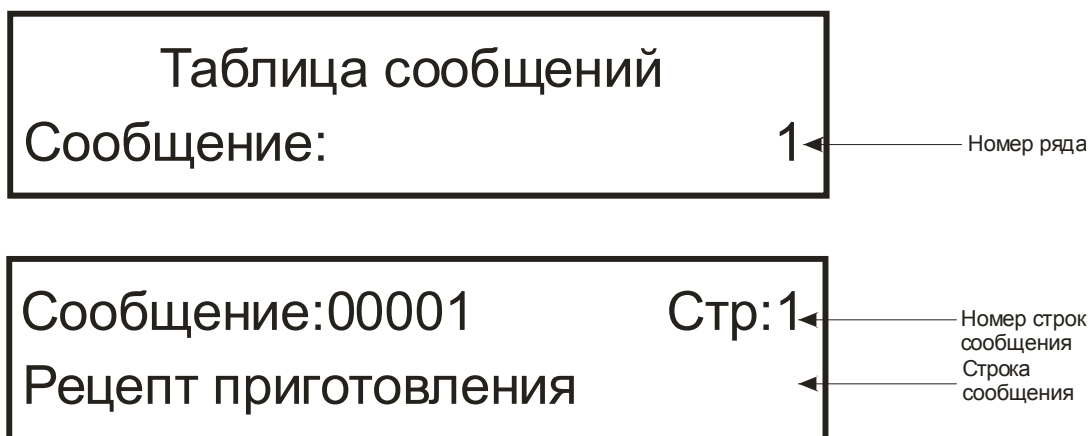 Таблица сообщений
Сообщение: 1
Номер ряда
Сообщение:00001 Стр:1
Номер строк
сообщения
Рецепт приготовления
Строка
сообщения